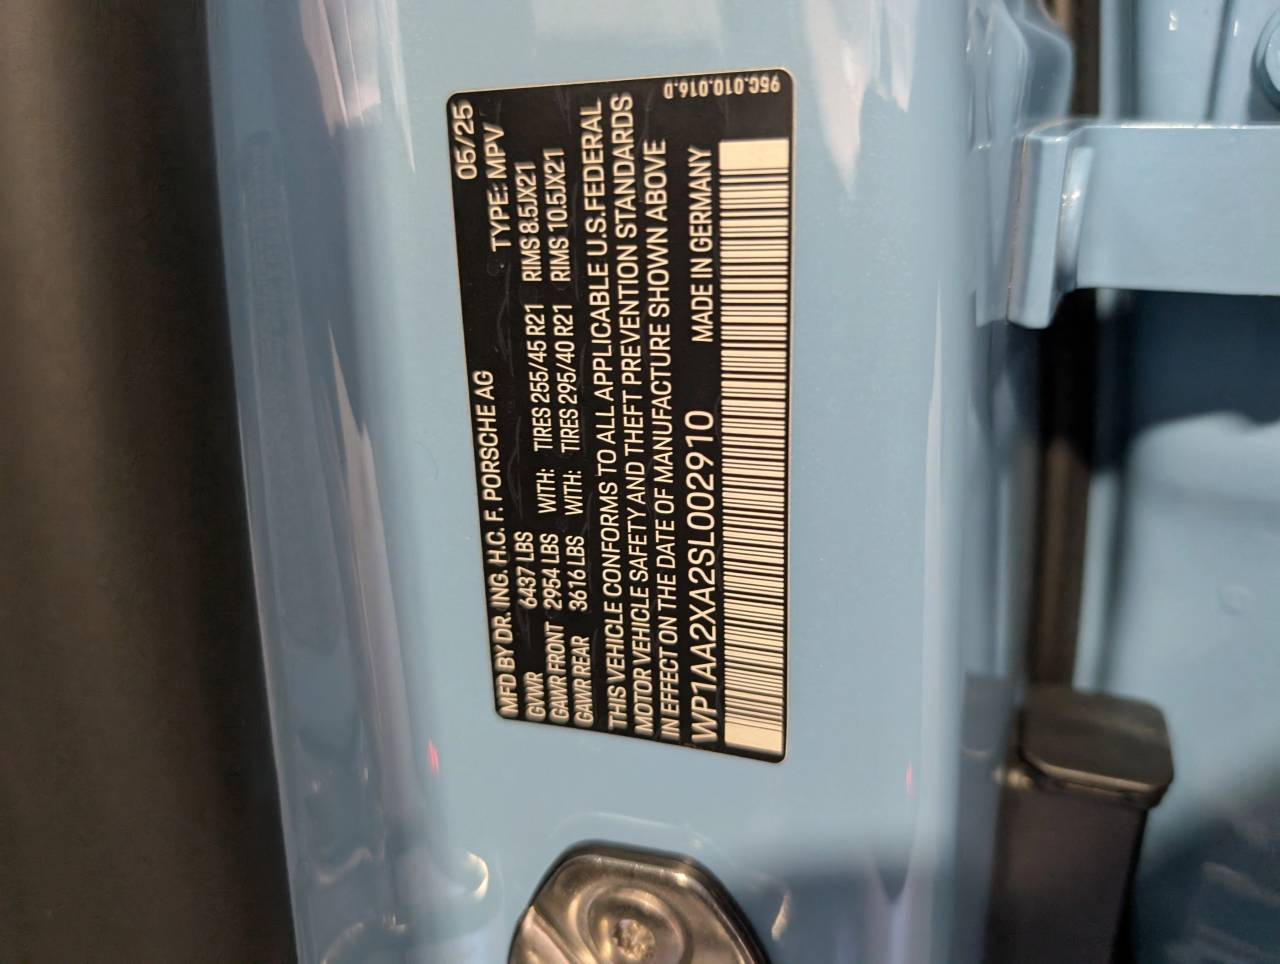 95C.010.016.D
MFD BY DR. ING. H.C. F. PORSCHE AG 05/25
GVWR 6437 LBS TYPE: MPV
GAWR FRONT 2954 LBS WITH: TIRES 255/45 R21 RIMS 8.5JX21
GAWR REAR 3616 LBS WITH: TIRES 295/40 R21 RIMS 10.5JX21
THIS VEHICLE CONFORMS TO ALL APPLICABLE U.S. FEDERAL
MOTOR VEHICLE SAFETY AND THEFT PREVENTION STANDARDS
IN EFFECT ON THE DATE OF MANUFACTURE SHOWN ABOVE
WP1AA2XA2SL002910 MADE IN GERMANY